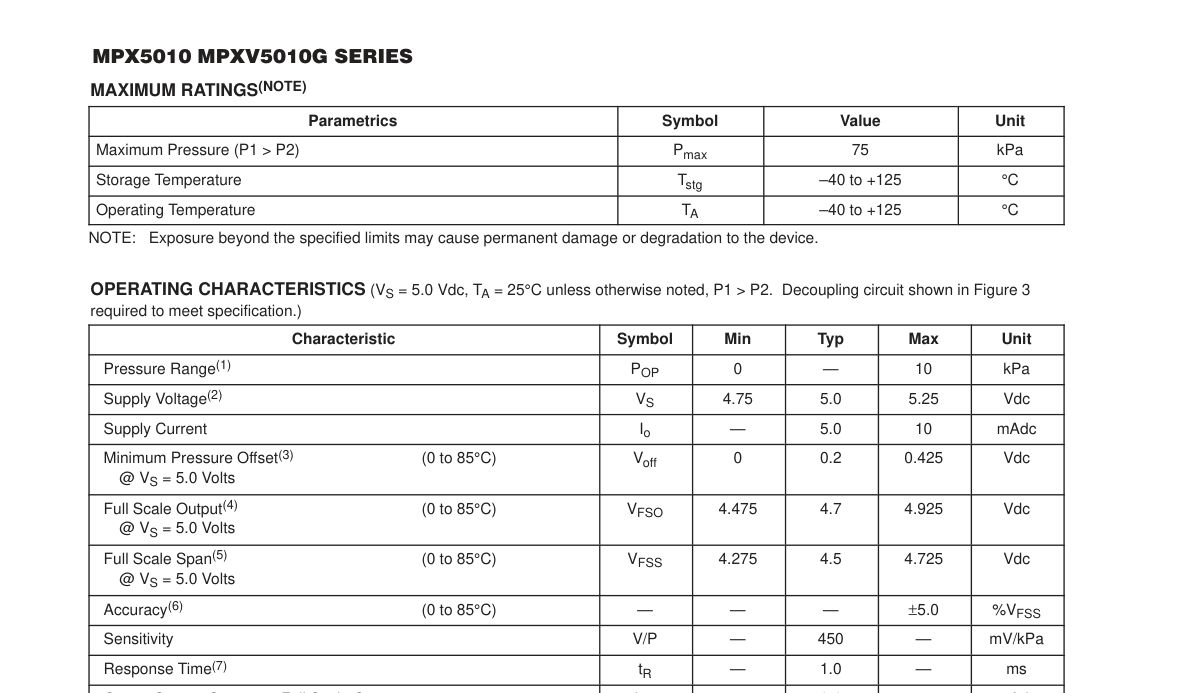 MPX5010 MPXV5010G SERIES
MAXIMUM RATINGS(NOTE)
Parametrics Symbol Value Unit
Maximum Pressure (P1 > P2) Pmax 75 kPa
Storage Temperature Tstg –40 to +125 °C
Operating Temperature TA –40 to +125 °C
NOTE: Exposure beyond the specified limits may cause permanent damage or degradation to the device.
OPERATING CHARACTERISTICS (VS = 5.0 Vdc, TA = 25°C unless otherwise noted, P1 > P2. Decoupling circuit shown in Figure 3
required to meet specification.)
Characteristic Symbol Min Typ Max Unit
Pressure Range(1) POP 0 — 10 kPa
Supply Voltage(2) VS 4.75 5.0 5.25 Vdc
Supply Current Io — 5.0 10 mAdc
Minimum Pressure Offset(3) (0 to 85°C) Voff 0 0.2 0.425 Vdc
@ VS = 5.0 Volts
Full Scale Output(4) (0 to 85°C) VFSO 4.475 4.7 4.925 Vdc
@ VS = 5.0 Volts
Full Scale Span(5) (0 to 85°C) VFSS 4.275 4.5 4.725 Vdc
@ VS = 5.0 Volts
Accuracy(6) (0 to 85°C) — — — ±5.0 %VFSS
Sensitivity V/P — 450 — mV/kPa
Response Time(7) tR — 1.0 — ms